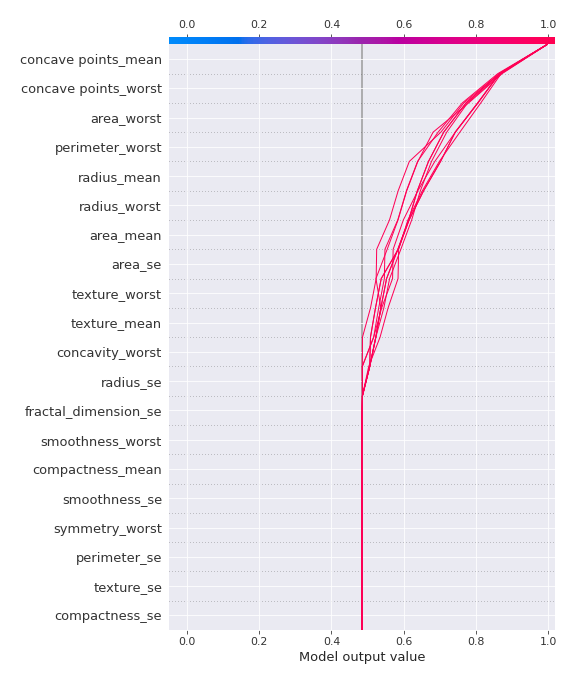 0.0 0.2 0.4 0.6 0.8 1.0
concave points_mean
concave points_worst
area_worst
perimeter_worst
radius_mean
radius_worst
area_mean
area_se
texture_worst
texture_mean
concavity_worst
radius_se
fractal_dimension_se
smoothness_worst
compactness_mean
smoothness_se
symmetry_worst
perimeter_se
texture_se
compactness_se
0.0 0.2 0.4 0.6 0.8 1.0
Model output value